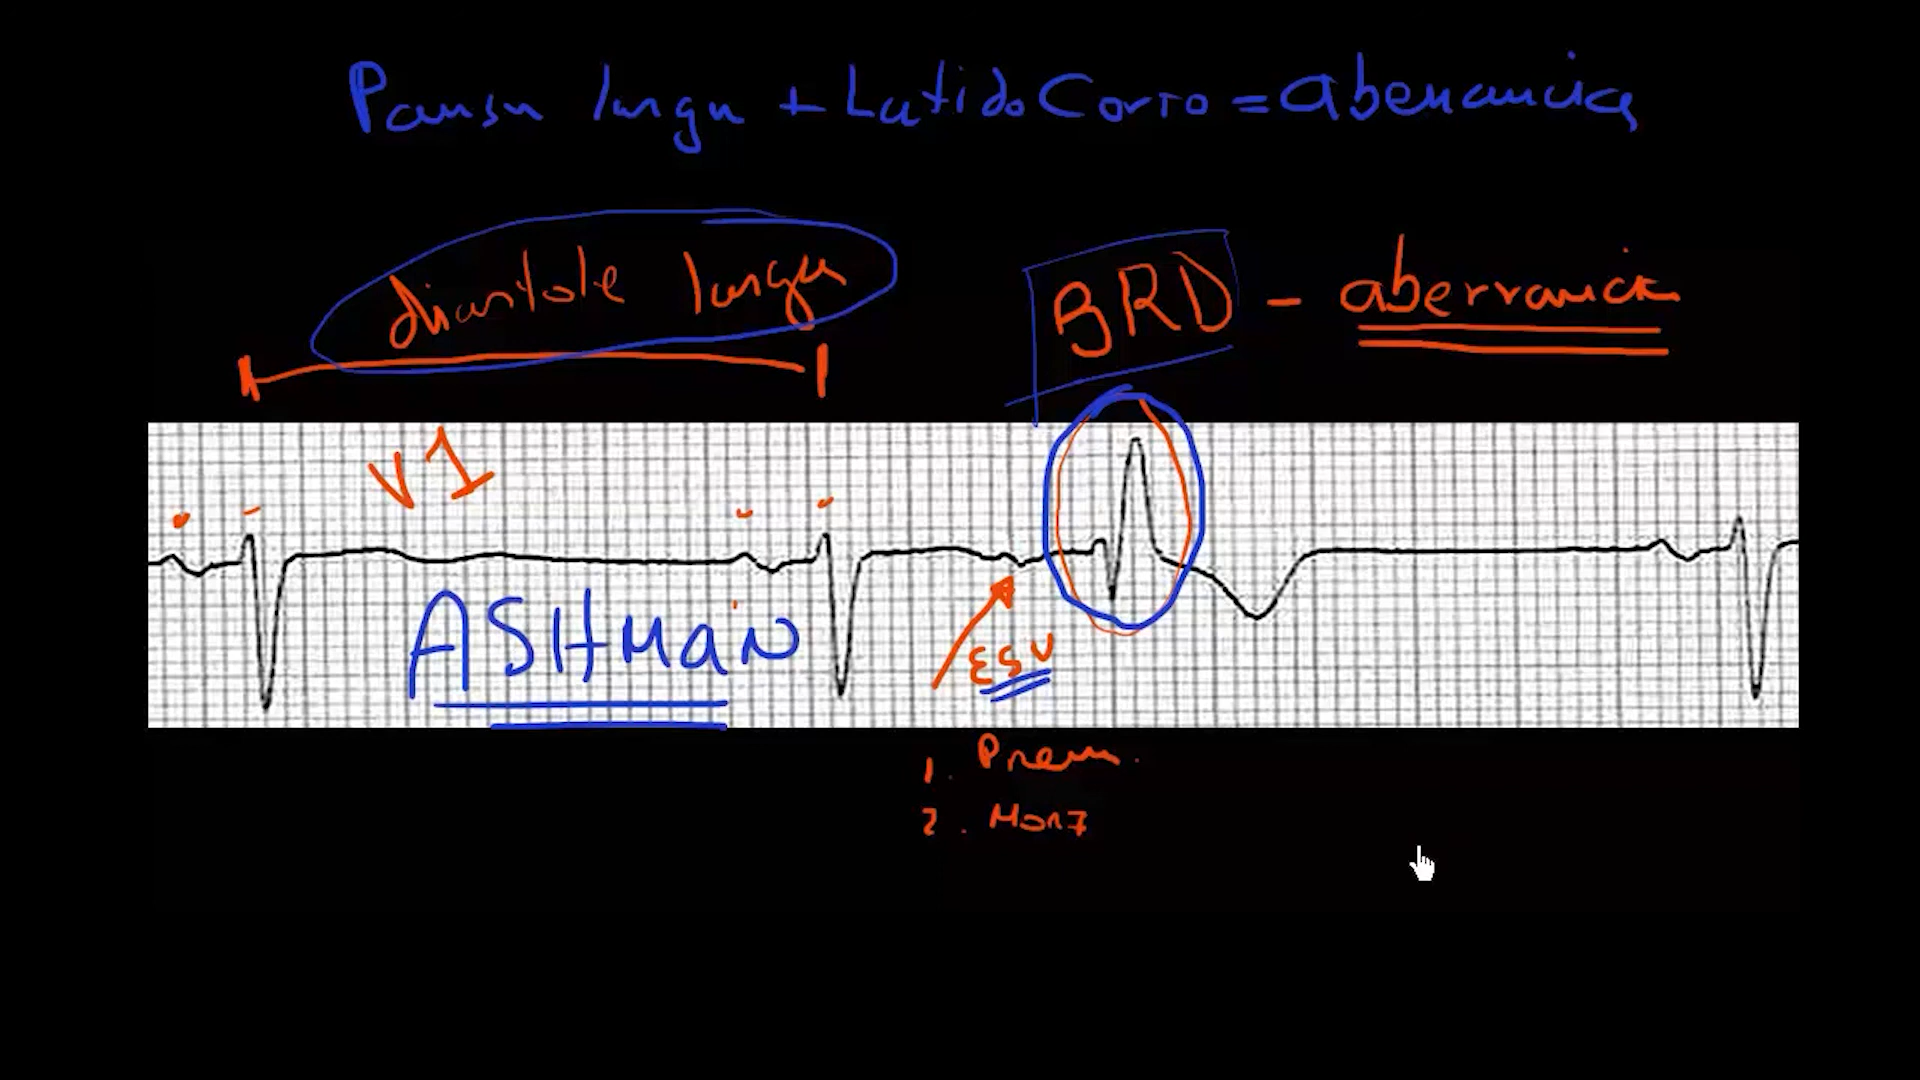 Pausa larga + Latido Corto = aberrancia
diastole larga
BRD - aberrancia
V1
ASHMAN
ESV
1. Prem.
2. Morf